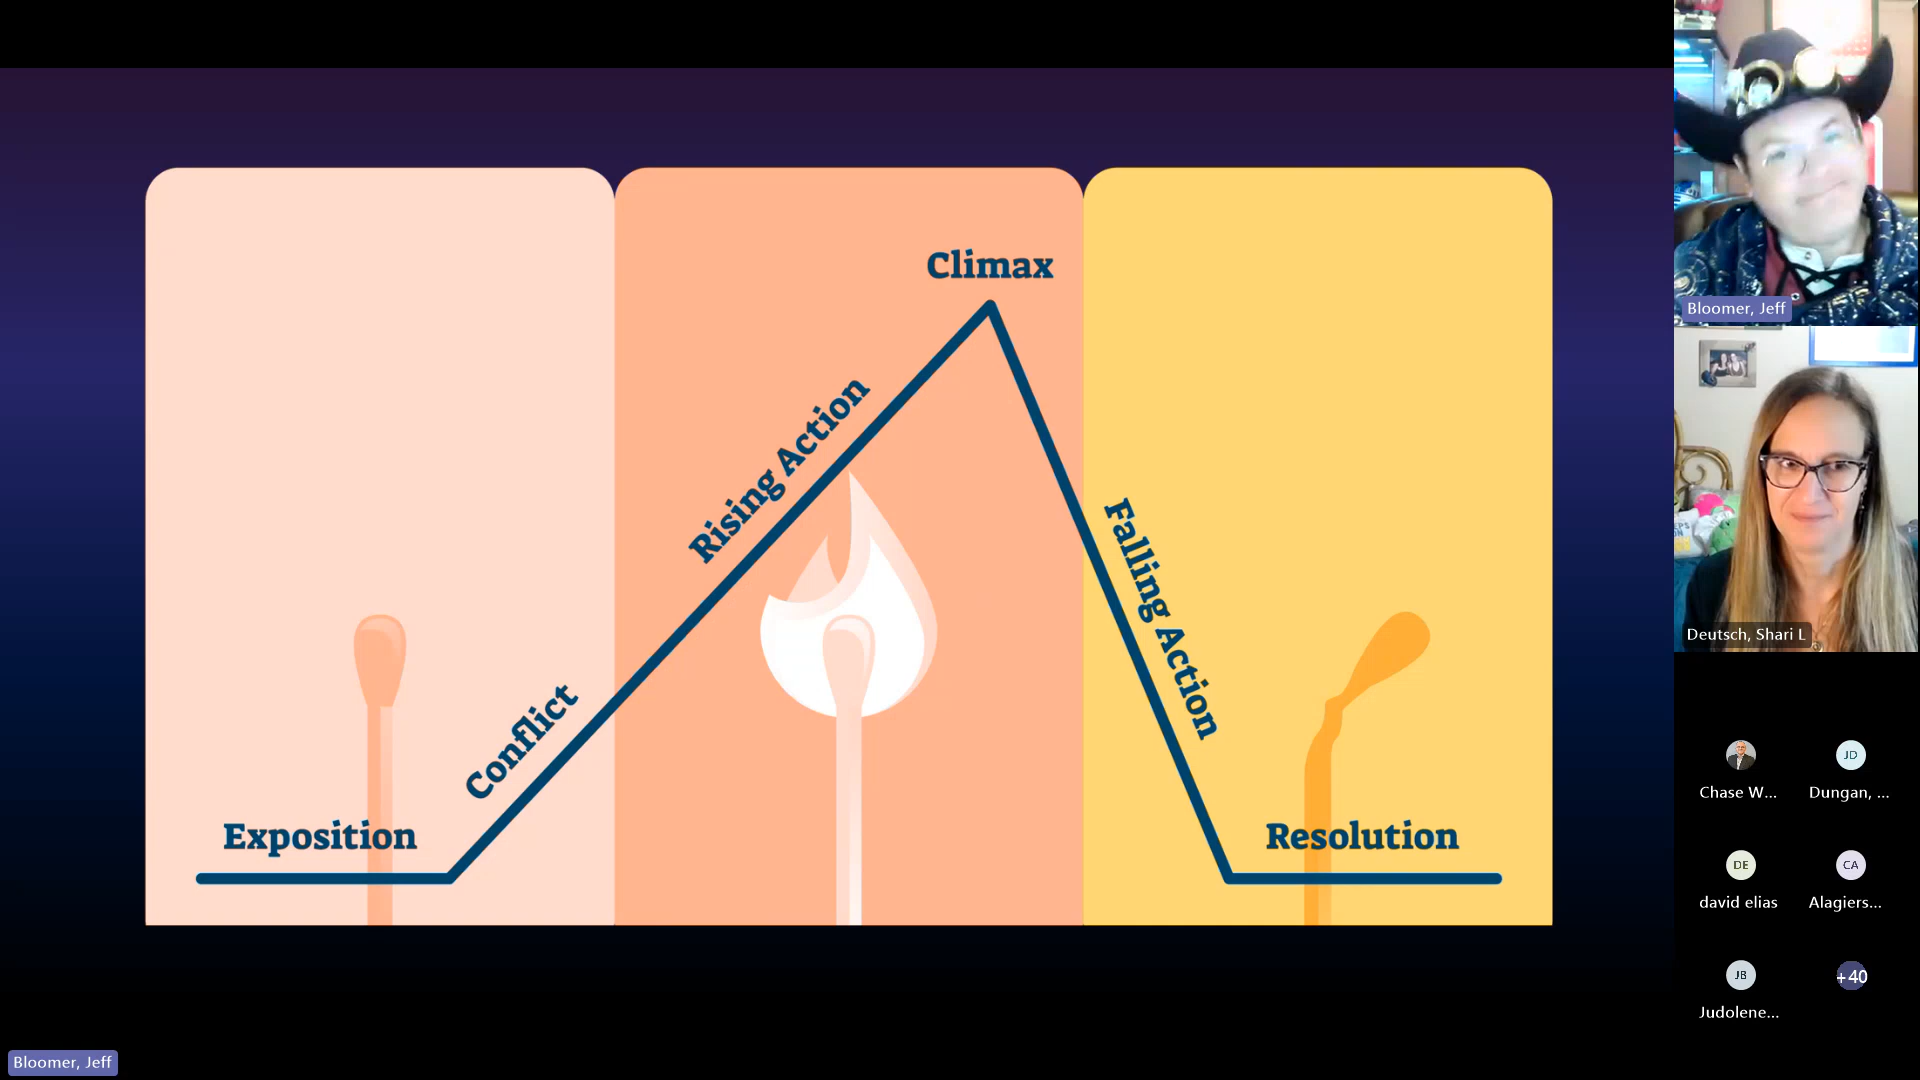 Climax
Rising Action
Falling Action
Conflict
Exposition
Resolution
Bloomer, Jeff
Bloomer, Jeff
Deutsch, Shari L
Chase W...
JD
Dungan, ...
DE
david elias
CA
Alagiers...
JB
Judolene...
+40